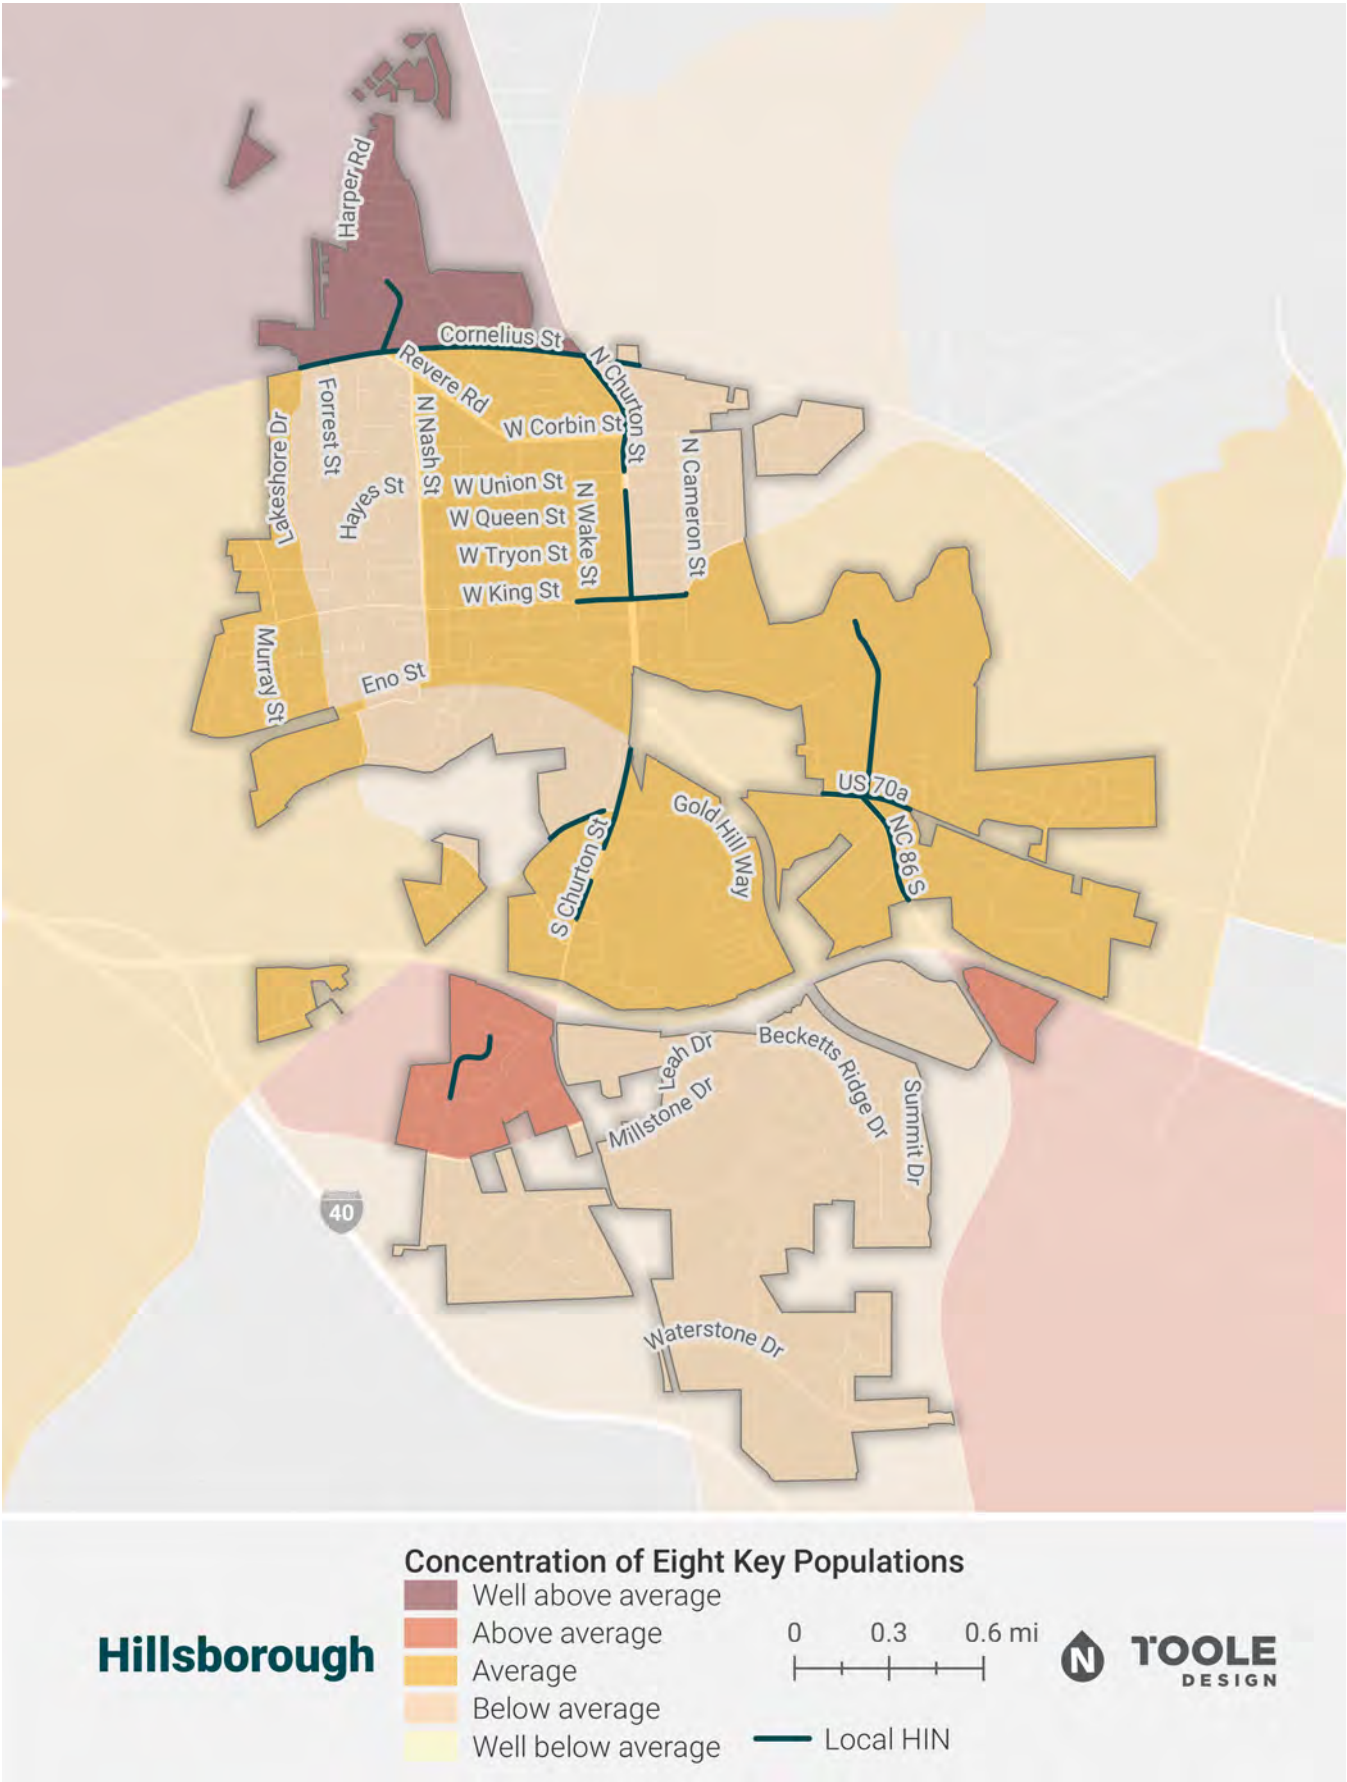 Harper Rd
Cornelius St
Revere Rd
N Churton St
Forrest St
Lakeshore Dr
N Nash St
W Corbin St
Hayes St
W Union St
N Wake St
N Cameron St
W Queen St
W Tryon St
W King St
Murray St
Eno St
US 70a
Gold Hill Way
NC 86 S
S Churton St
Leah Dr
Becketts Ridge Dr
Millstone Dr
Summit Dr
40
Waterstone Dr
Hillsborough
Concentration of Eight Key Populations
Well above average
Above average
Average
Below average
Well below average
0 0.3 0.6 mi
Local HIN
N
TOOLE
DESIGN